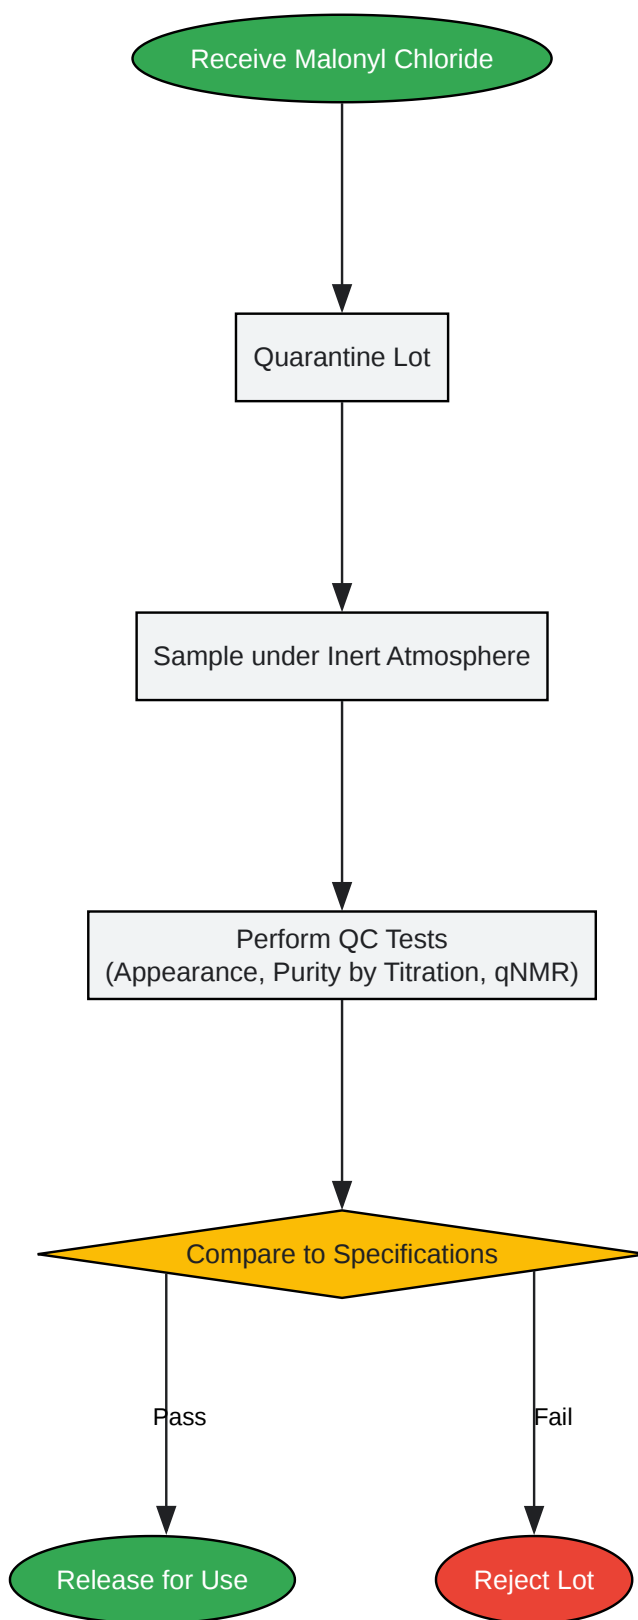 Receive Malonyl Chloride
Quarantine Lot
Sample under Inert Atmosphere
Perform QC Tests
(Appearance, Purity by Titration, qNMR)
Compare to Specifications
Pass
Fail
Release for Use
Reject Lot